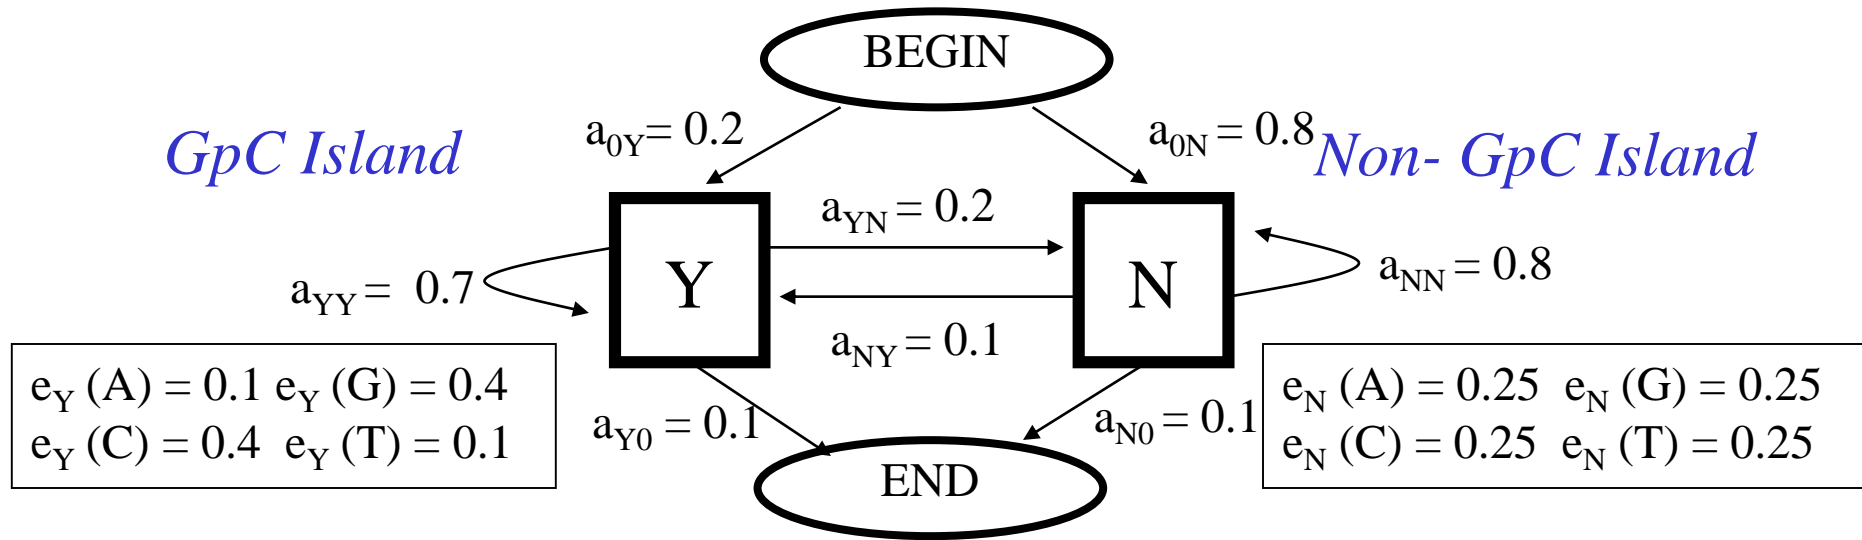 BEGIN
a0Y= 0.2
a0N = 0.8
GpC Island
Non- GpC Island
aYN = 0.2
Y
N
aYY = 0.7
aNN = 0.8
aNY = 0.1
eY (A) = 0.1 eY (G) = 0.4
eY (C) = 0.4 eY (T) = 0.1
aY0 = 0.1
aN0 = 0.1
eN (A) = 0.25 eN (G) = 0.25
eN (C) = 0.25 eN (T) = 0.25
END